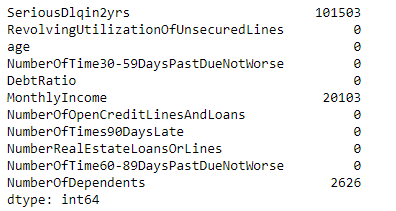 SeriousDlqin2yrs 101503
RevolvingUtilizationOfUnsecuredLines 0
age 0
NumberOfTime30-59DaysPastDueNotWorse 0
DebtRatio 0
MonthlyIncome 20103
NumberOfOpenCreditLinesAndLoans 0
NumberOfTimes90DaysLate 0
NumberRealEstateLoansOrLines 0
NumberOfTime60-89DaysPastDueNotWorse 0
NumberOfDependents 2626
dtype: int64